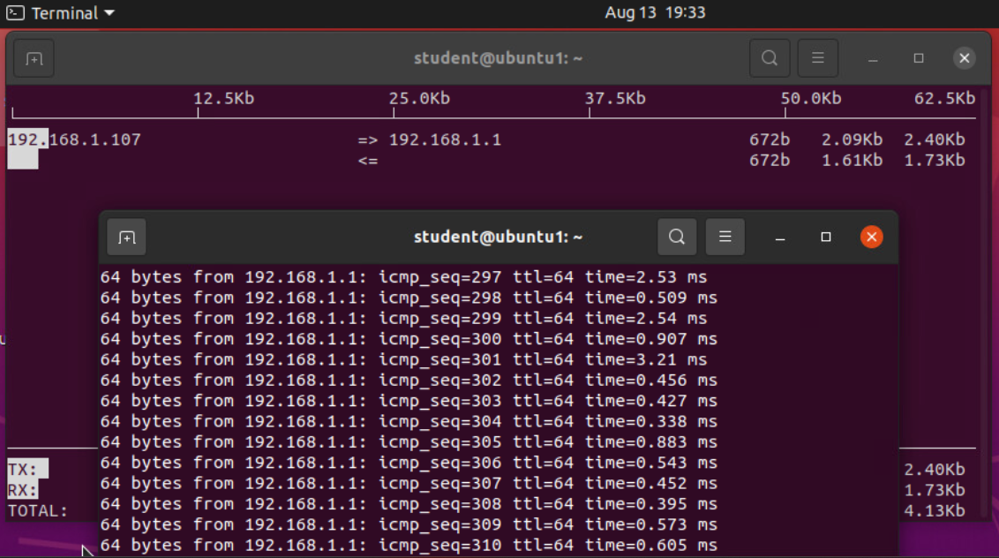 Terminal Aug 13 19:33
student@ubuntu1: ~
12.5Kb 25.0Kb 37.5Kb 50.0Kb 62.5Kb
192.168.1.107 => 192.168.1.1 672b 2.09Kb 2.40Kb
<= 672b 1.61Kb 1.73Kb
student@ubuntu1: ~
64 bytes from 192.168.1.1: icmp_seq=297 ttl=64 time=2.53 ms
64 bytes from 192.168.1.1: icmp_seq=298 ttl=64 time=0.509 ms
64 bytes from 192.168.1.1: icmp_seq=299 ttl=64 time=2.54 ms
64 bytes from 192.168.1.1: icmp_seq=300 ttl=64 time=0.907 ms
64 bytes from 192.168.1.1: icmp_seq=301 ttl=64 time=3.21 ms
64 bytes from 192.168.1.1: icmp_seq=302 ttl=64 time=0.456 ms
64 bytes from 192.168.1.1: icmp_seq=303 ttl=64 time=0.427 ms
64 bytes from 192.168.1.1: icmp_seq=304 ttl=64 time=0.338 ms
64 bytes from 192.168.1.1: icmp_seq=305 ttl=64 time=0.883 ms
64 bytes from 192.168.1.1: icmp_seq=306 ttl=64 time=0.543 ms
64 bytes from 192.168.1.1: icmp_seq=307 ttl=64 time=0.452 ms
64 bytes from 192.168.1.1: icmp_seq=308 ttl=64 time=0.395 ms
64 bytes from 192.168.1.1: icmp_seq=309 ttl=64 time=0.573 ms
64 bytes from 192.168.1.1: icmp_seq=310 ttl=64 time=0.605 ms
TX: 2.40Kb
RX: 1.73Kb
TOTAL: 4.13Kb